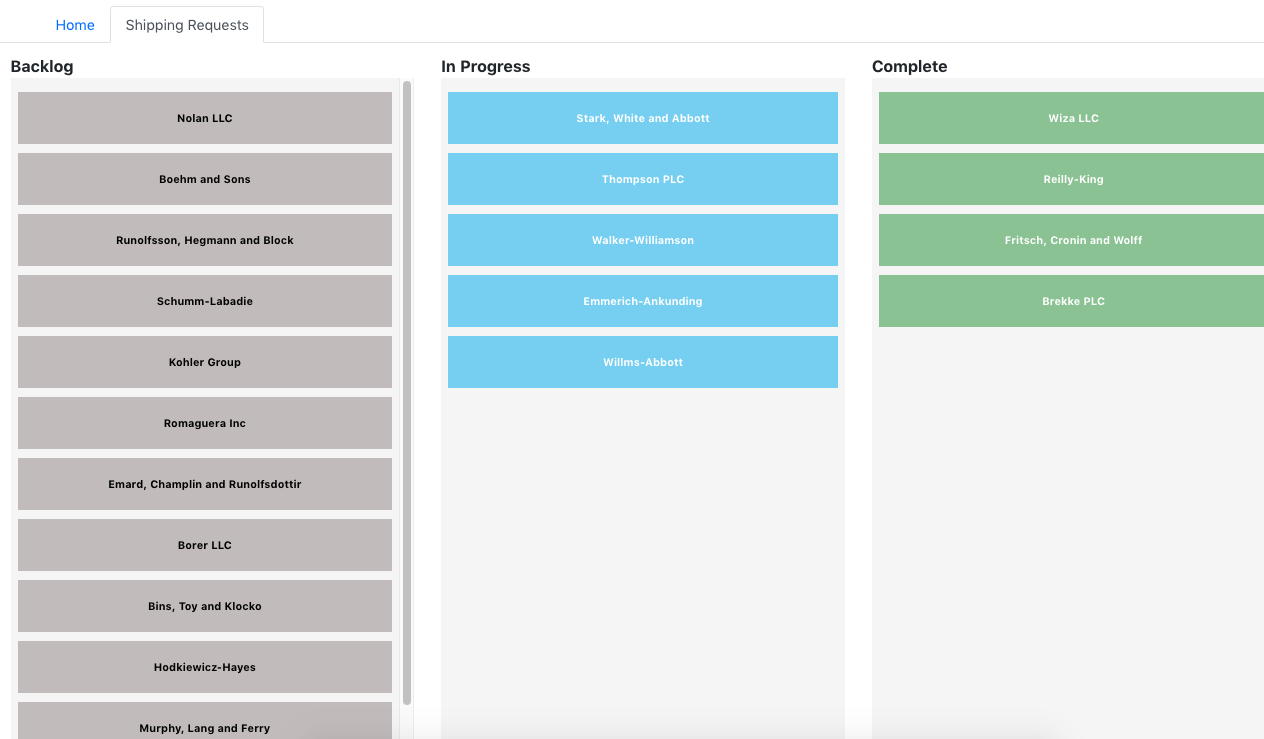 Home
Shipping Requests
Backlog
Nolan LLC
Boehm and Sons
Runolfsson, Hegmann and Block
Schumm-Labadie
Kohler Group
Romaguera Inc
Emard, Champlin and Runolfsdottir
Borer LLC
Bins, Toy and Klocko
Hodkiewicz-Hayes
Murphy, Lang and Ferry
In Progress
Stark, White and Abbott
Thompson PLC
Walker-Williamson
Emmerich-Ankunding
Willms-Abbott
Complete
Wiza LLC
Reilly-King
Fritsch, Cronin and Wolff
Brekke PLC